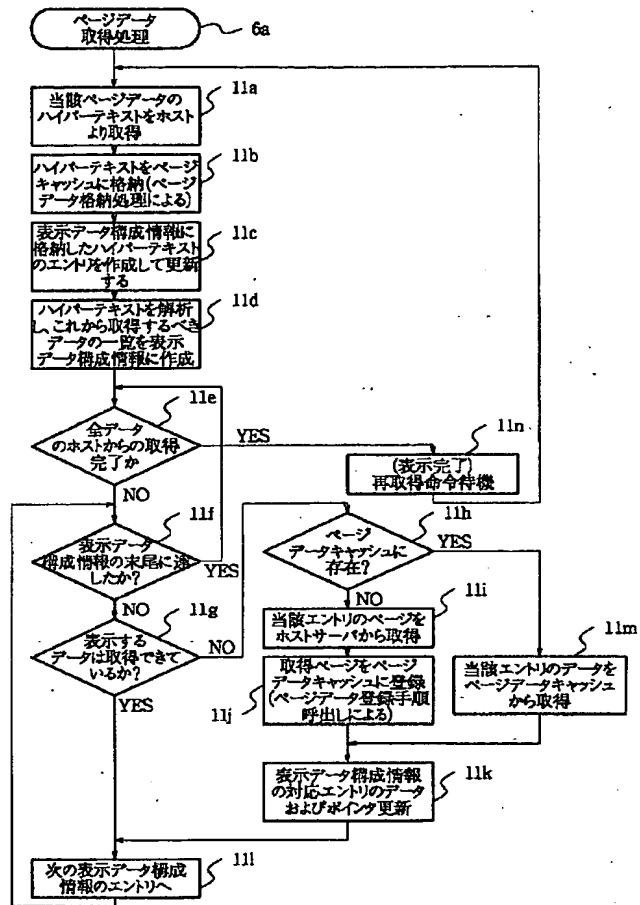 ページデータ
取得処理
6a
11a
当該ページデータの
ハイパーテキストをホスト
より取得
11b
ハイパーテキストをページ
キャッシュに格納(ページ
データ格納処理による)
11c
表示データ構成情報に
格納したハイパーテキスト
のエントリを作成して更新
する
11d
ハイパーテキストを解析
し、これから取得するべき
データの一覧を表示
データ構成情報に作成
11e
全データ
のホストからの取得
完了か
YES
NO
11n
(表示完了)
再取得命令待機
11f
表示データ
構成情報の末尾に達
したか?
YES
NO
11h
ページ
データキャッシュに
存在?
YES
NO
11g
表示する
データは取得できて
いるか?
NO
YES
11i
当該エントリのページを
ホストサーバから取得
11j
取得ページをページ
データキャッシュに登録
(ページデータ登録手順
呼出しによる)
11m
当該エントリのデータを
ページデータキャッシュ
から取得
11k
表示データ構成情報
の対応エントリのデータ
およびポインタ更新
11l
次の表示データ構成
情報のエントリへ